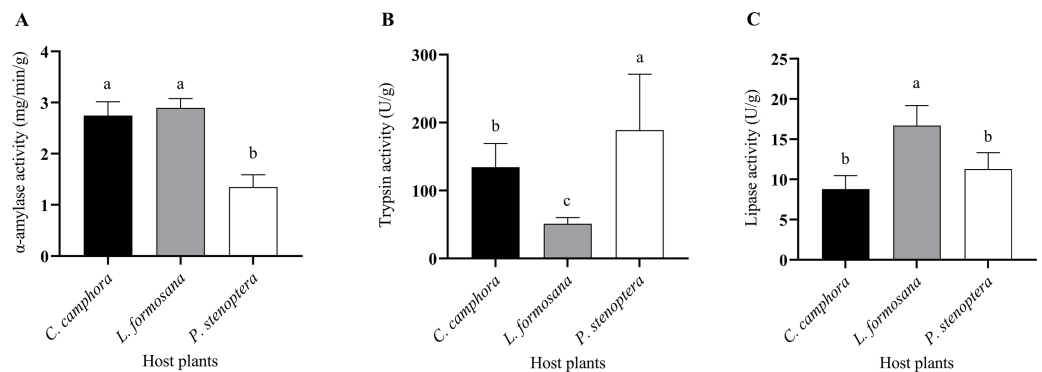 A
α-amylase activity (mg/min/g)
4
3
2
1
0
a
a
b
C. camphora
L. formosana
P. stenoptera
Host plants
B
Trypsin activity (U/g)
300
200
100
0
b
c
a
C. camphora
L. formosana
P. stenoptera
Host plants
C
Lipase activity (U/g)
25
20
15
10
5
0
b
a
b
C. camphora
L. formosana
P. stenoptera
Host plants